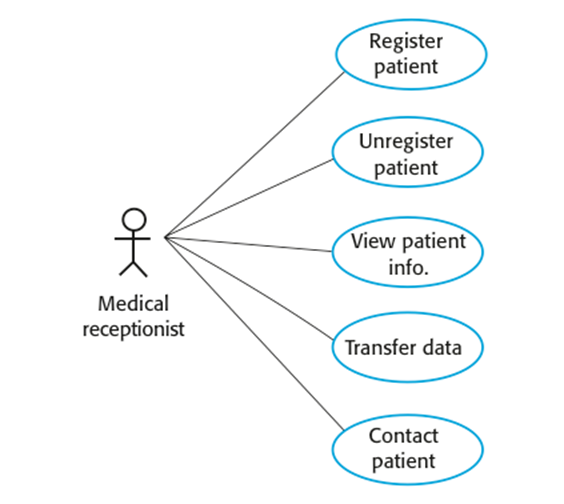 Register
patient
Unregister
patient
View patient
info.
Medical
receptionist
Transfer data
Contact
patient